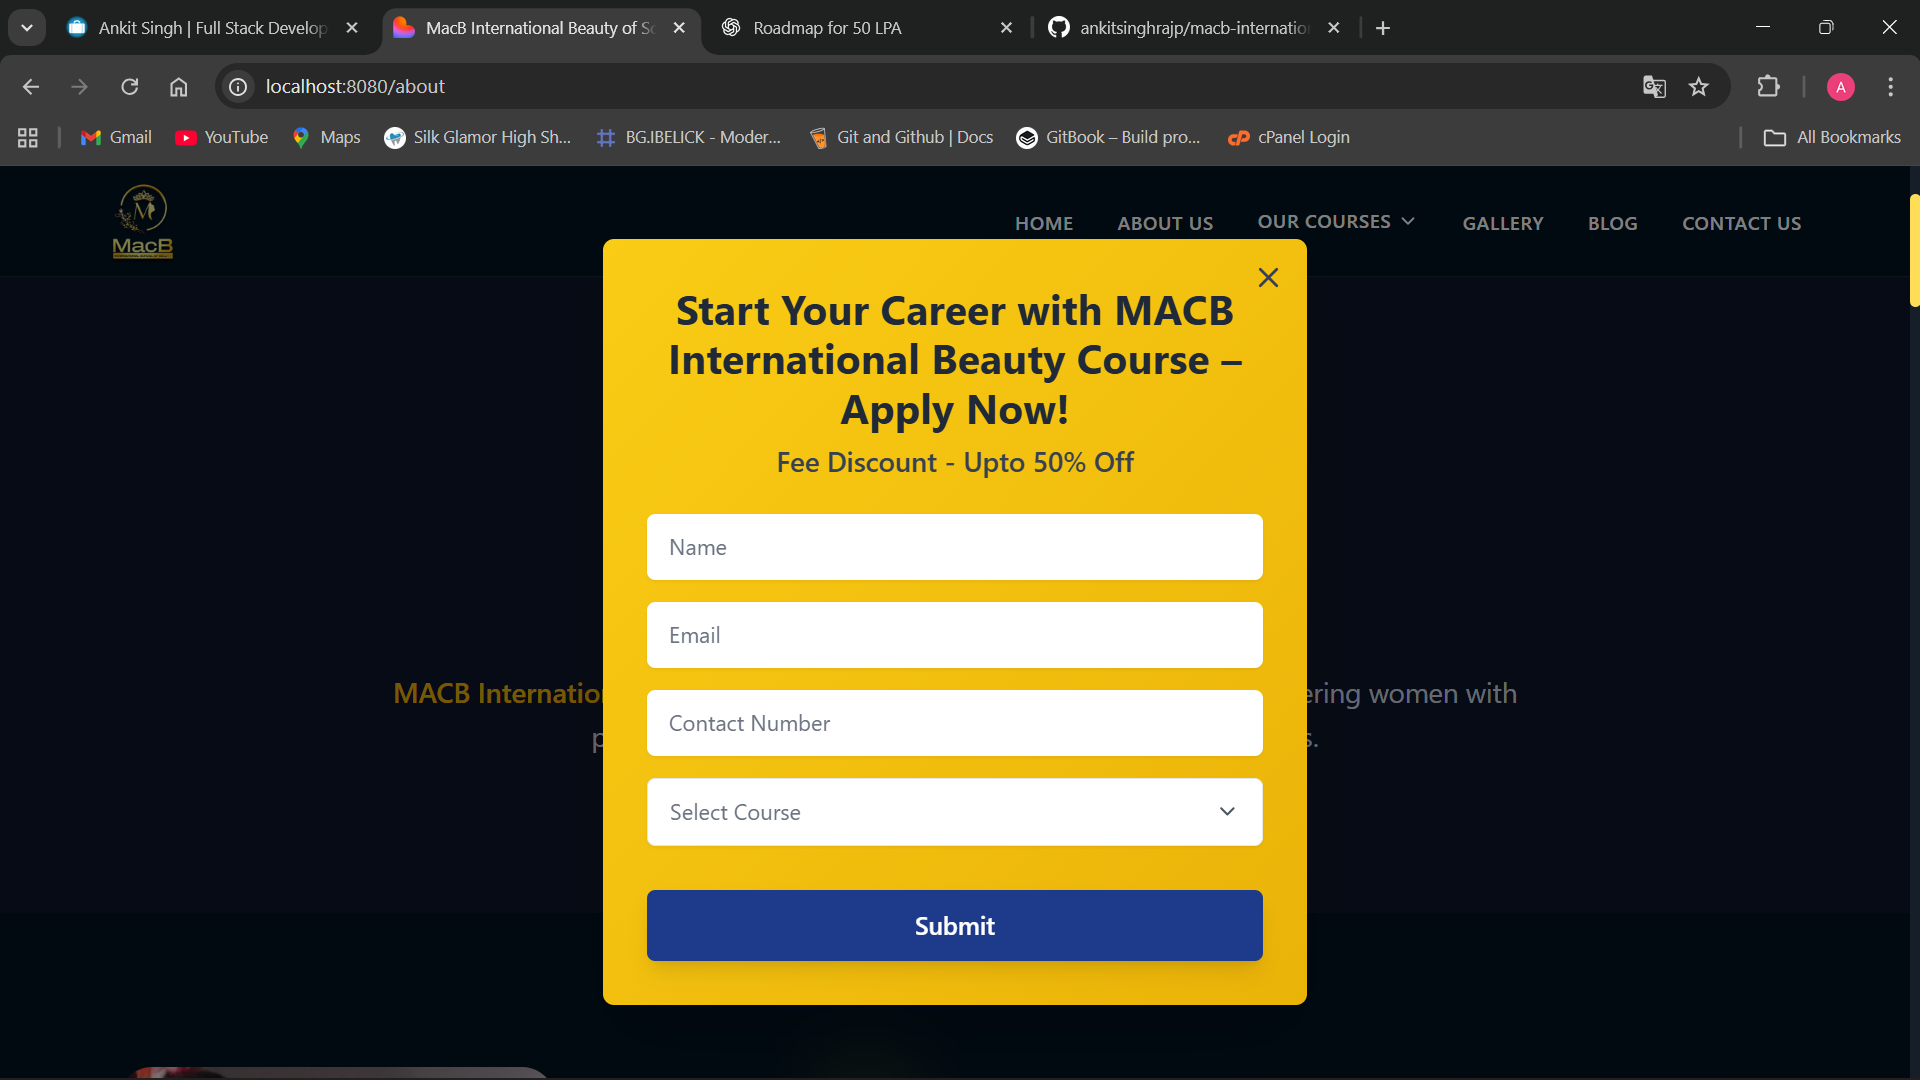 Ankit Singh | Full Stack Develop
MacB International Beauty of Sc
Roadmap for 50 LPA
ankitsinghrajp/macb-internatio
localhost:8080/about
A
Gmail
YouTube
Maps
Silk Glamor High Sh...
BG.IBELICK - Moder...
Git and Github | Docs
GitBook – Build pro...
cPanel Login
All Bookmarks
M
MacB
HOME
ABOUT US
OUR COURSES
GALLERY
BLOG
CONTACT US
Start Your Career with MACB
International Beauty Course –
Apply Now!
Fee Discount - Upto 50% Off
Name
Email
MACB Internatio
ering women with
Contact Number
p
s.
Select Course
Submit